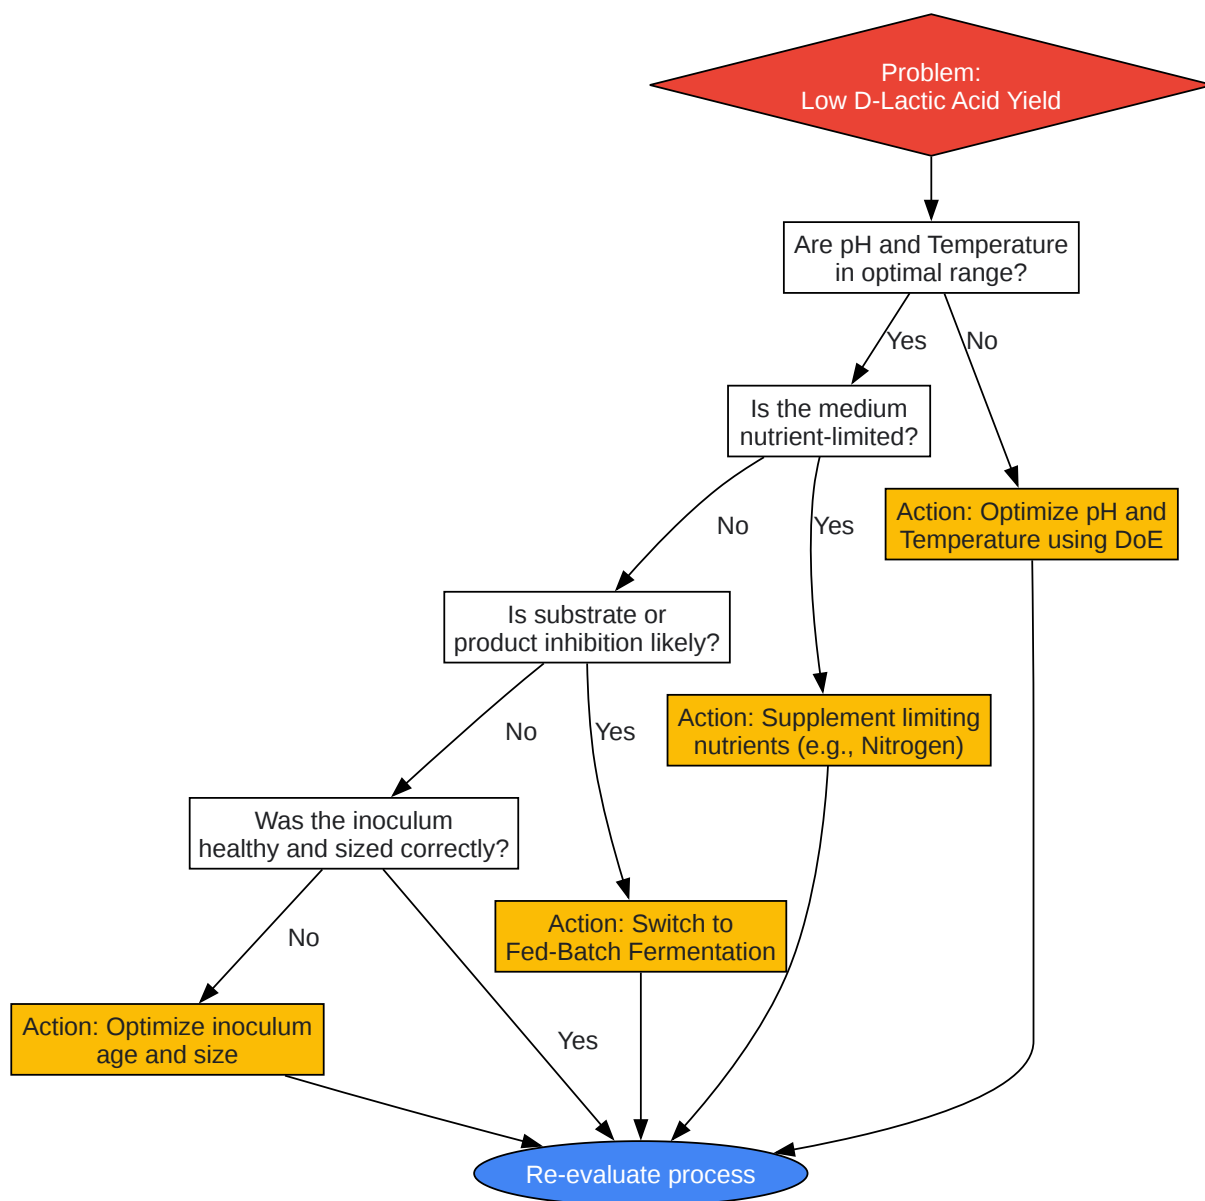 Problem:
Low D-Lactic Acid Yield
Are pH and Temperature
in optimal range?
Yes
No
Is the medium
nutrient-limited?
Action: Optimize pH and
Temperature using DoE
No
Yes
Is substrate or
product inhibition likely?
Action: Supplement limiting
nutrients (e.g., Nitrogen)
No
Yes
Was the inoculum
healthy and sized correctly?
Action: Switch to
Fed-Batch Fermentation
No
Yes
Action: Optimize inoculum
age and size
Re-evaluate process